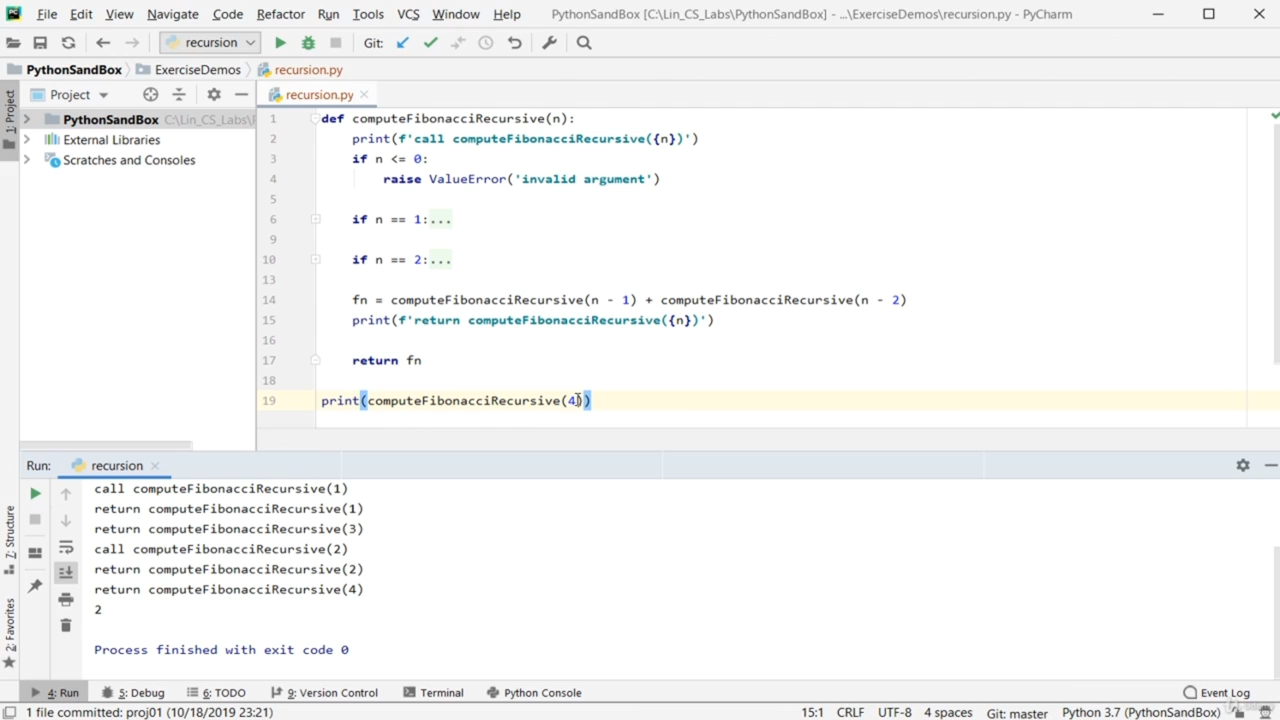 File Edit View Navigate Code Refactor Run Tools VCS Window Help PythonSandBox [C:\Lin_CS_Labs\PythonSandBox] - ...\ExerciseDemos\recursion.py - PyCharm
recursion Git:
PythonSandBox ExerciseDemos recursion.py
1: Project
Project
recursion.py
PythonSandBox C:\Lin_CS_Labs\
External Libraries
Scratches and Consoles
1 def computeFibonacciRecursive(n):
2 print(f'call computeFibonacciRecursive({n})')
3 if n <= 0:
4 raise ValueError('invalid argument')
5
6 if n == 1:...
9
10 if n == 2:...
13
14 fn = computeFibonacciRecursive(n - 1) + computeFibonacciRecursive(n - 2)
15 print(f'return computeFibonacciRecursive({n})')
16
17 return fn
18
19 print(computeFibonacciRecursive(4))
Run: recursion
call computeFibonacciRecursive(1)
return computeFibonacciRecursive(1)
return computeFibonacciRecursive(3)
call computeFibonacciRecursive(2)
return computeFibonacciRecursive(2)
return computeFibonacciRecursive(4)
2
Process finished with exit code 0
Z: Structure
2: Favorites
4: Run 5: Debug 6: TODO 9: Version Control Terminal Python Console Event Log
1 file committed: proj01 (10/18/2019 23:21) 15:1 CRLF UTF-8 4 spaces Git: master Python 3.7 (PythonSandBox)